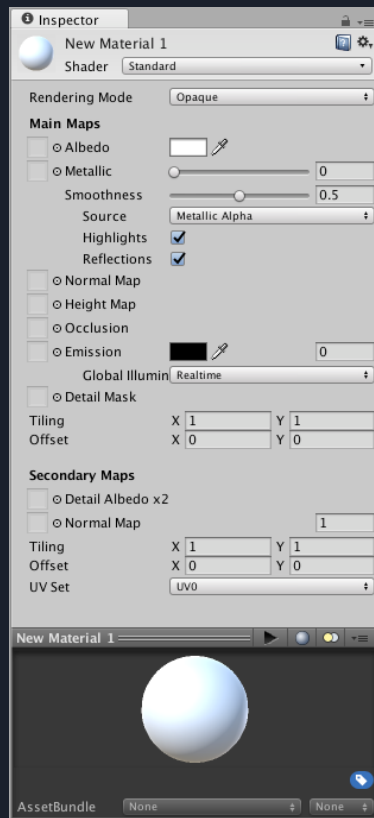 Inspector
New Material 1
Shader Standard
Rendering Mode Opaque
Main Maps
Albedo
Metallic 0
Smoothness 0.5
Source Metallic Alpha
Highlights
Reflections
Normal Map
Height Map
Occlusion
Emission 0
Global Illumin Realtime
Detail Mask
Tiling X 1 Y 1
Offset X 0 Y 0
Secondary Maps
Detail Albedo x2
Normal Map 1
Tiling X 1 Y 1
Offset X 0 Y 0
UV Set UV0
New Material 1
AssetBundle None None